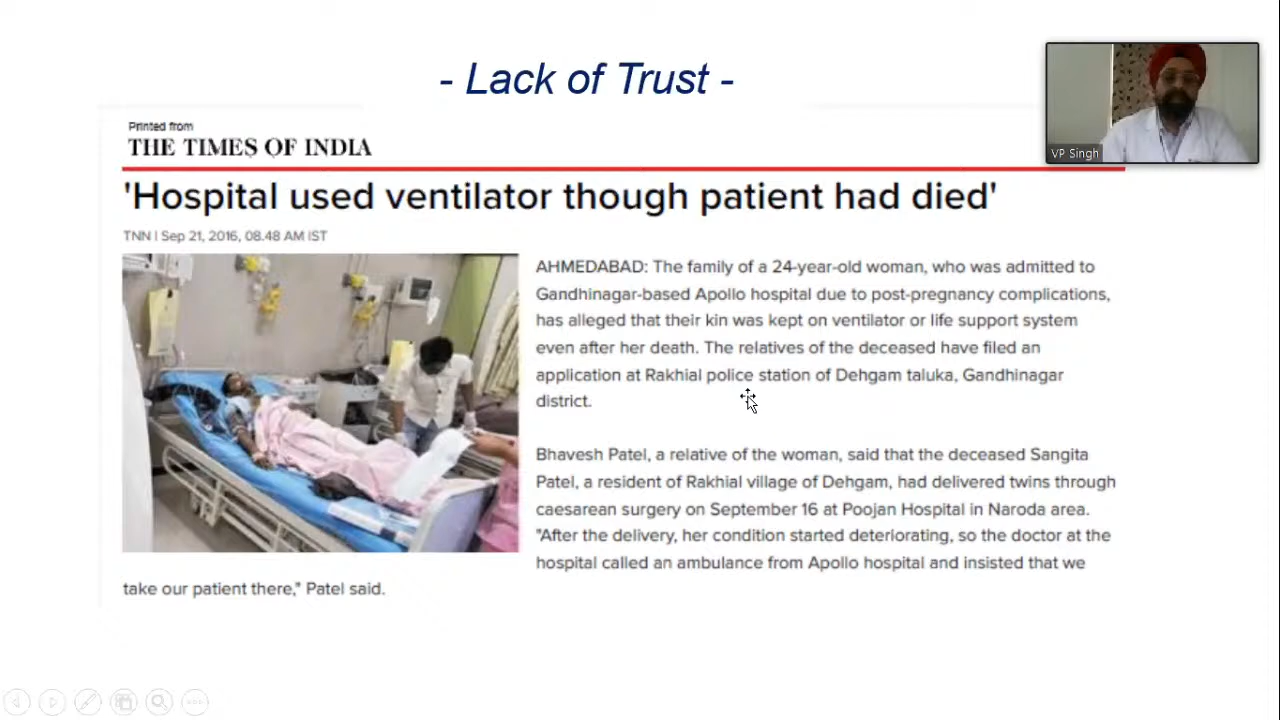 - Lack of Trust -
VP Singh
Printed from
THE TIMES OF INDIA
'Hospital used ventilator though patient had died'
TNN | Sep 21, 2016, 08.48 AM IST
AHMEDABAD: The family of a 24-year-old woman, who was admitted to
Gandhinagar-based Apollo hospital due to post-pregnancy complications,
has alleged that their kin was kept on ventilator or life support system
even after her death. The relatives of the deceased have filed an
application at Rakhial police station of Dehgam taluka, Gandhinagar
district.
Bhavesh Patel, a relative of the woman, said that the deceased Sangita
Patel, a resident of Rakhial village of Dehgam, had delivered twins through
caesarean surgery on September 16 at Poojan Hospital in Naroda area.
"After the delivery, her condition started deteriorating, so the doctor at the
hospital called an ambulance from Apollo hospital and insisted that we
take our patient there," Patel said.